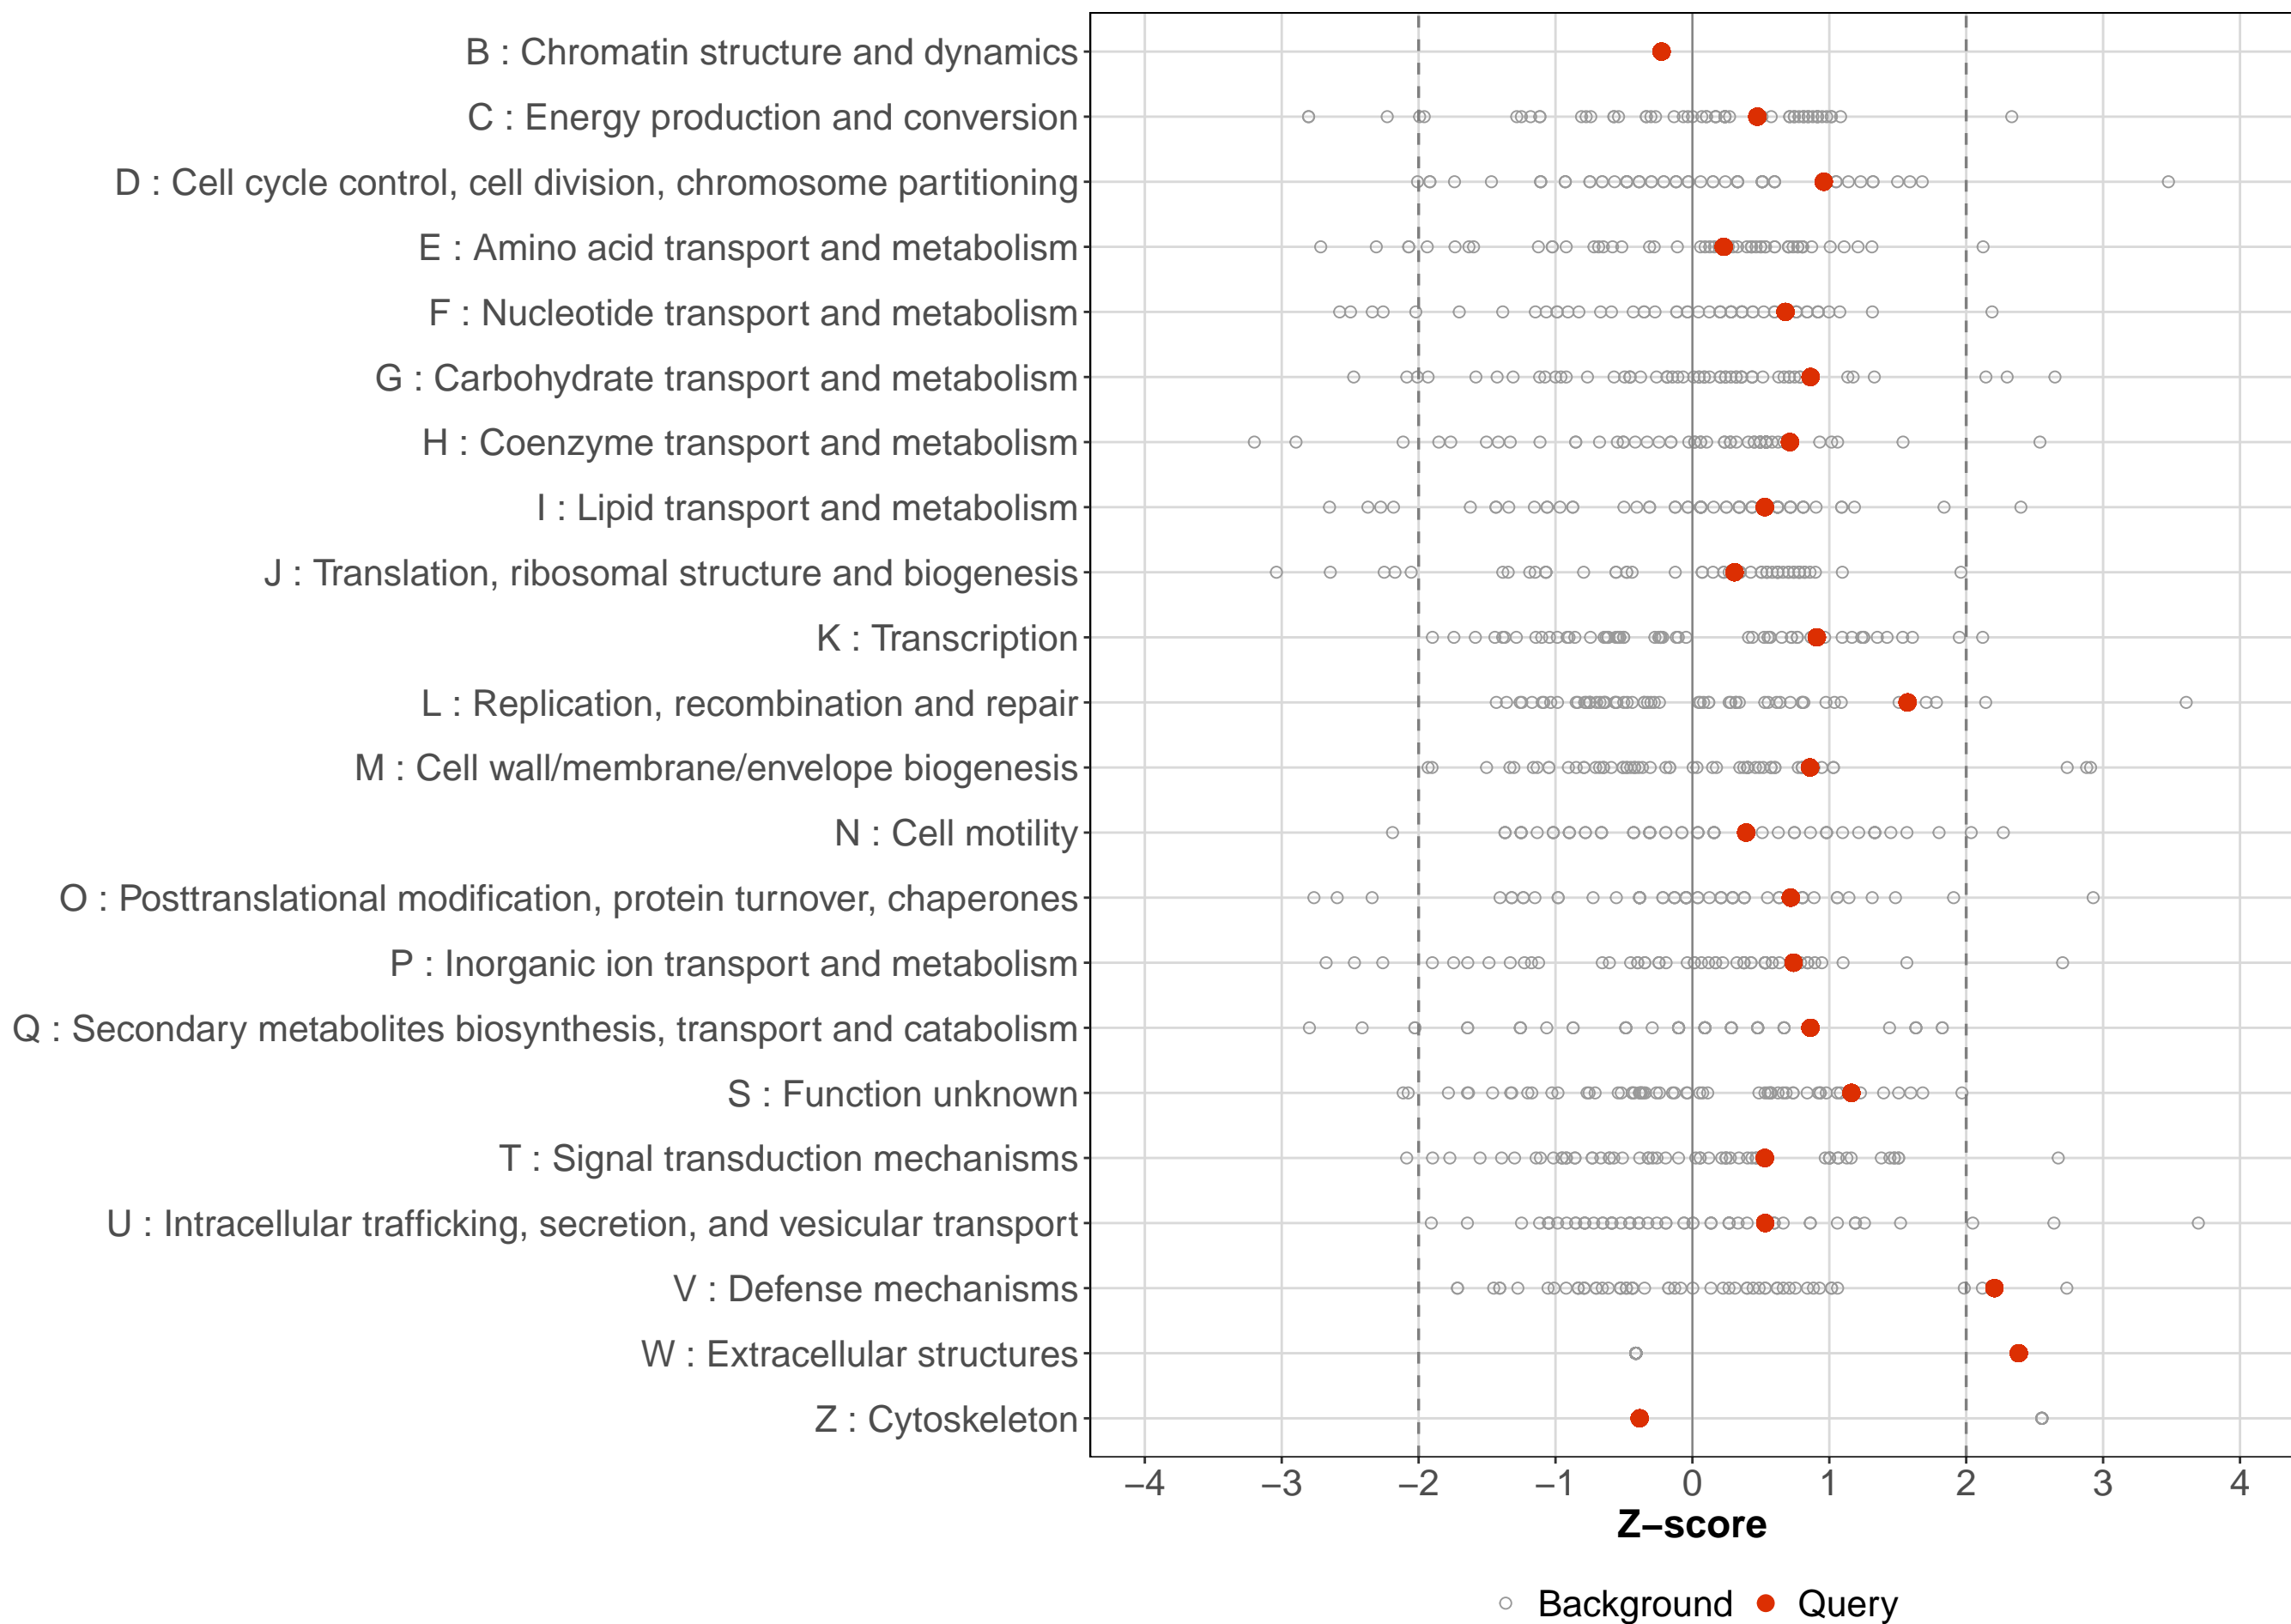 B : Chromatin structure and dynamics
C : Energy production and conversion
D : Cell cycle control, cell division, chromosome partitioning
E : Amino acid transport and metabolism
F : Nucleotide transport and metabolism
G : Carbohydrate transport and metabolism
H : Coenzyme transport and metabolism
I : Lipid transport and metabolism
J : Translation, ribosomal structure and biogenesis
K : Transcription
L : Replication, recombination and repair
M : Cell wall/membrane/envelope biogenesis
N : Cell motility
O : Posttranslational modification, protein turnover, chaperones
P : Inorganic ion transport and metabolism
Q : Secondary metabolites biosynthesis, transport and catabolism
S : Function unknown
T : Signal transduction mechanisms
U : Intracellular trafficking, secretion, and vesicular transport
V : Defense mechanisms
W : Extracellular structures
Z : Cytoskeleton
−4 −3 −2 −1 0 1 2 3 4
Z−score
Background Query